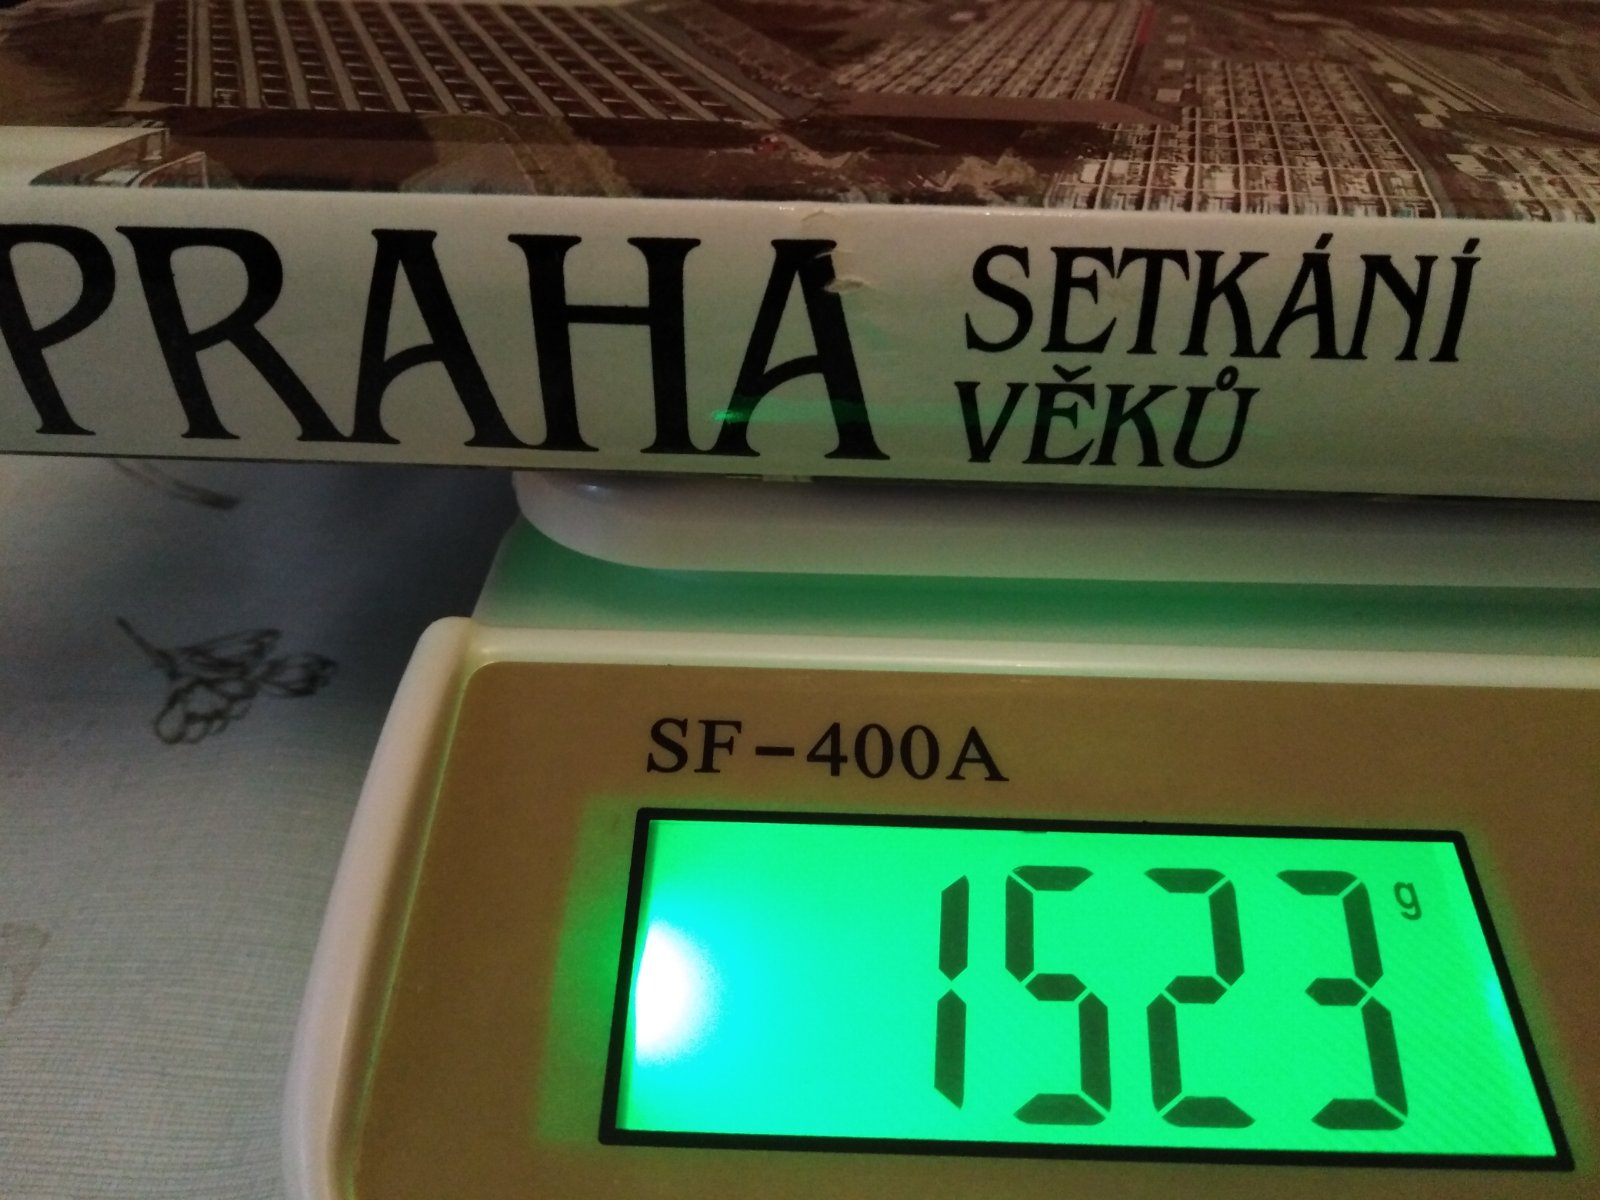 PRAHA
SETKÁNÍ
VĚKŮ
SF-400A
1523 g